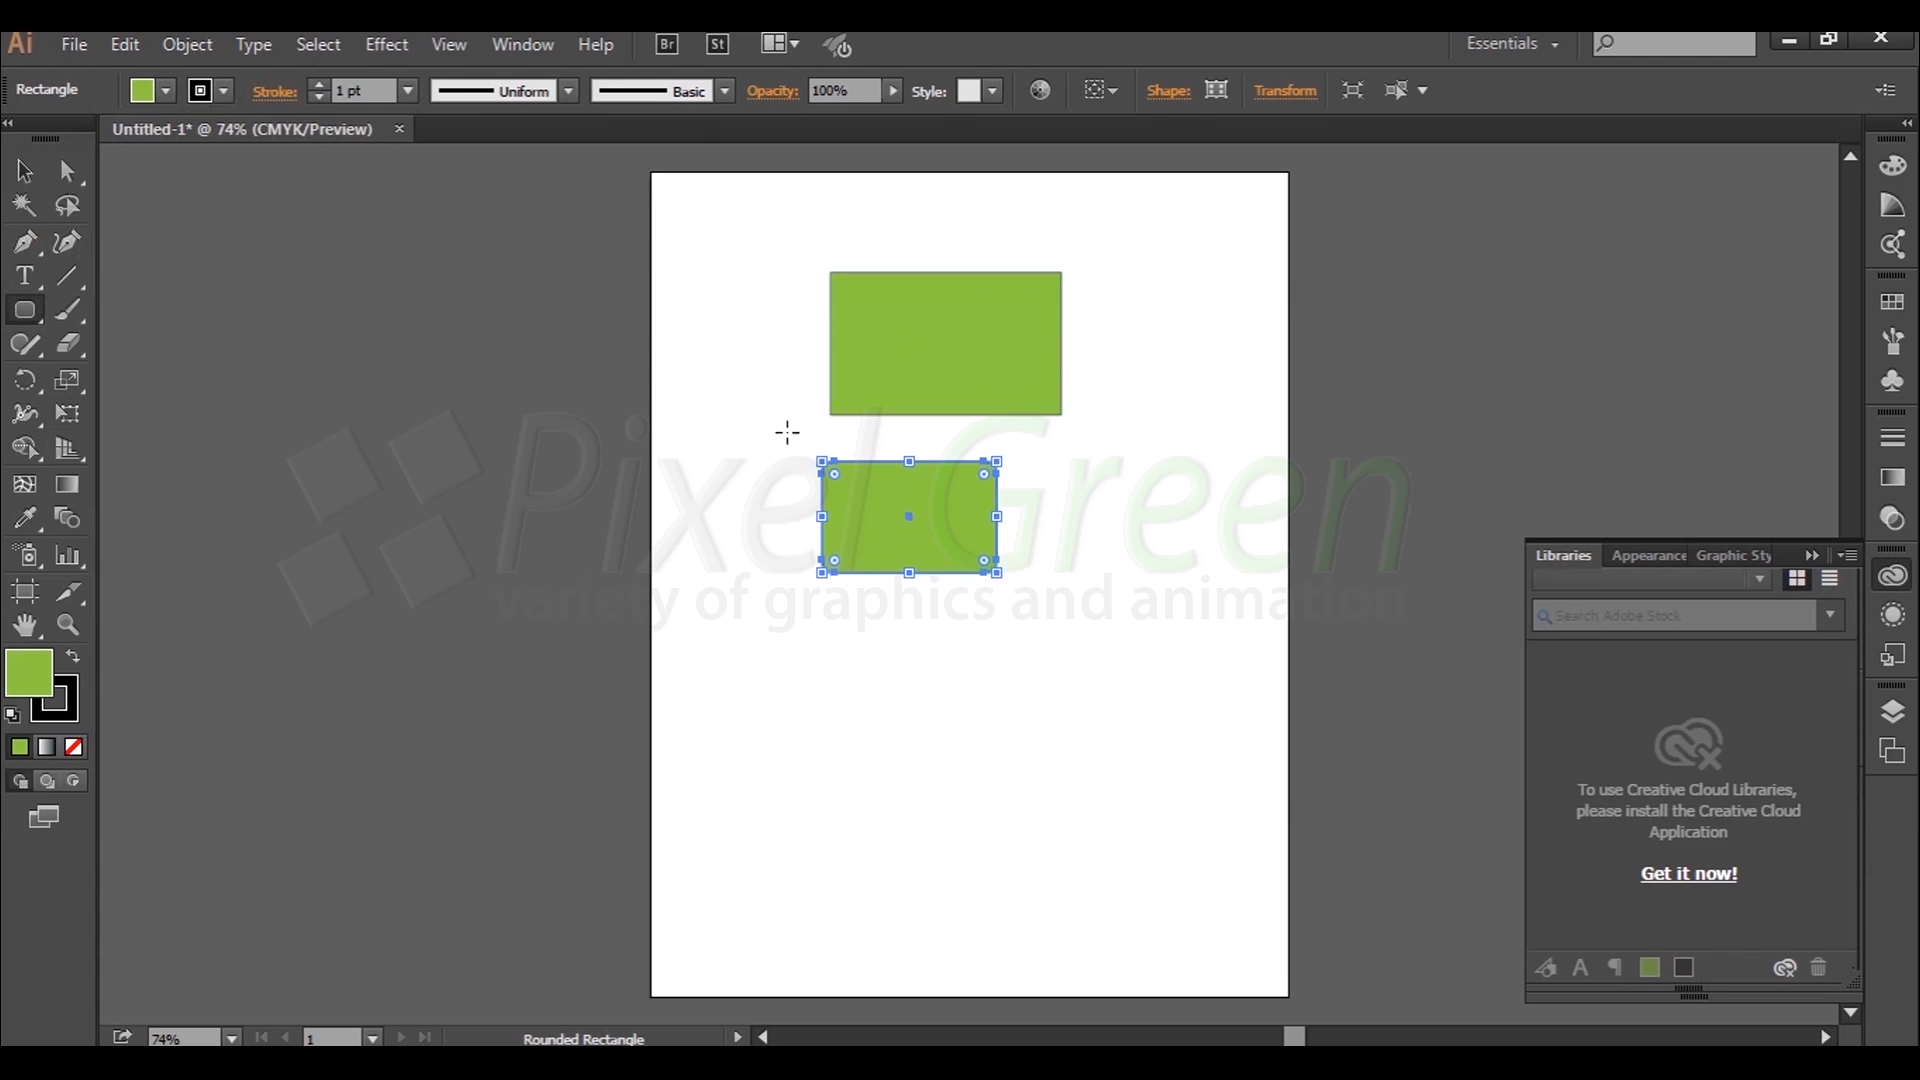 Ai File Edit Object Type Select Effect View Window Help Br St Essentials
Rectangle Stroke: 1 pt Uniform Basic Opacity: 100% Style: Shape: Transform
Untitled-1* @ 74% (CMYK/Preview) ×
Pixel Green
variety of graphics and animation
Libraries Appearance Graphic Sty
Search Adobe Stock
To use Creative Cloud Libraries,
please install the Creative Cloud
Application
Get it now!
74% 1 Rounded Rectangle